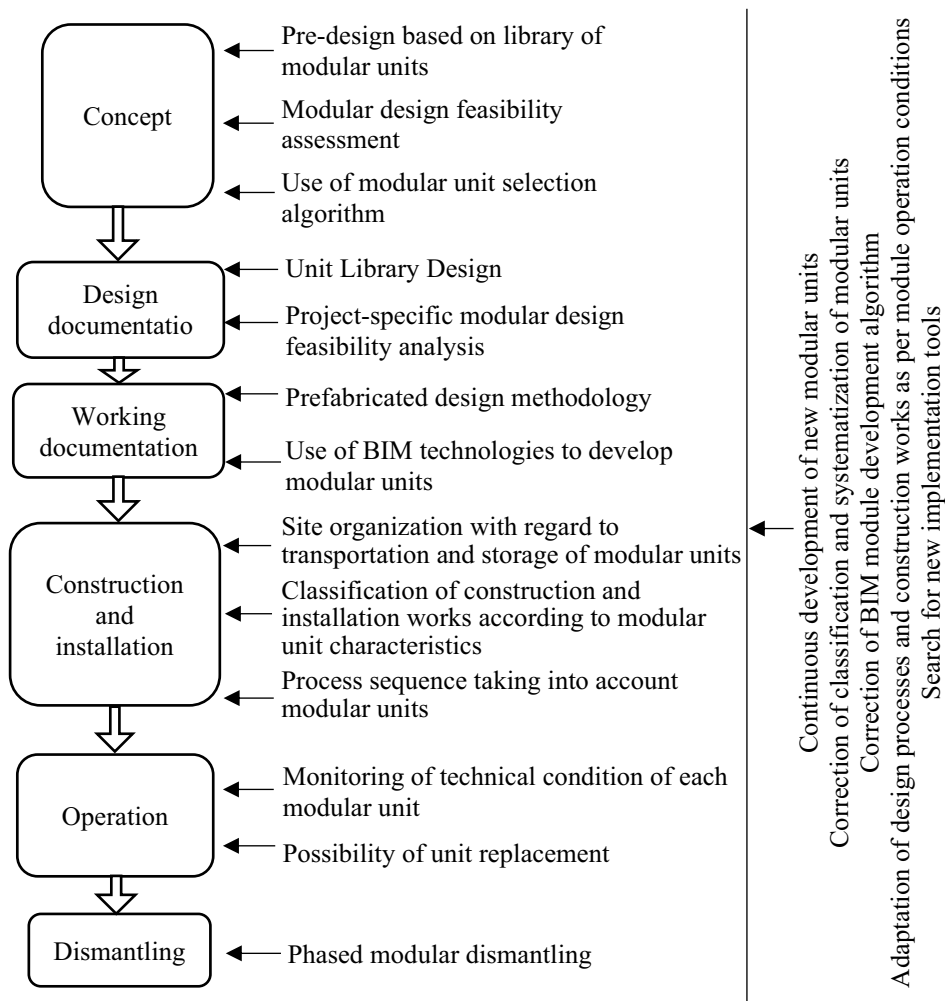 Concept
Pre-design based on library of
modular units
Modular design feasibility
assessment
Use of modular unit selection
algorithm
Design
documentatio
Unit Library Design
Project-specific modular design
feasibility analysis
Working
documentation
Prefabricated design methodology
Use of BIM technologies to develop
modular units
Construction
and
installation
Site organization with regard to
transportation and storage of modular units
Classification of construction and
installation works according to modular
unit characteristics
Process sequence taking into account
modular units
Operation
Monitoring of technical condition of each
modular unit
Possibility of unit replacement
Dismantling
Phased modular dismantling
Continuous development of new modular units
Correction of classification and systematization of modular units
Correction of BIM module development algorithm
Adaptation of design processes and construction works as per module operation conditions
Search for new implementation tools